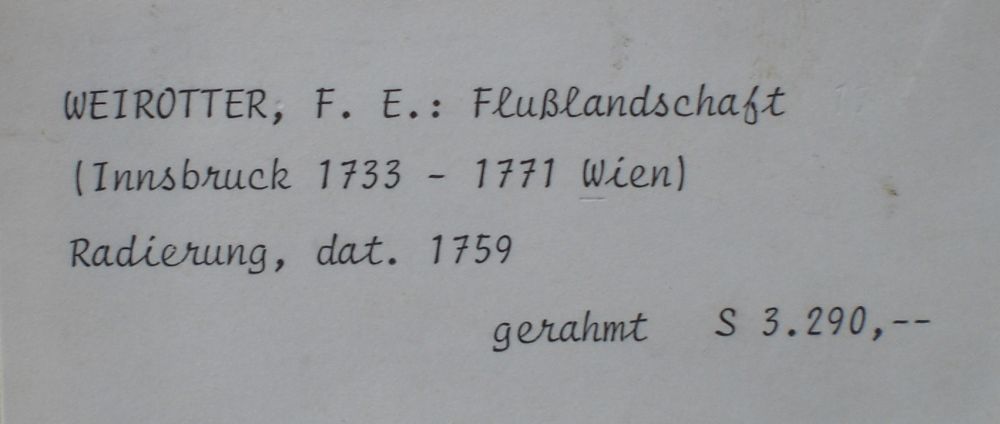 WEIROTTER, F. E.: Flußlandschaft
(Innsbruck 1733 - 1771 Wien)
Radierung, dat. 1759
gerahmt S 3.290,--